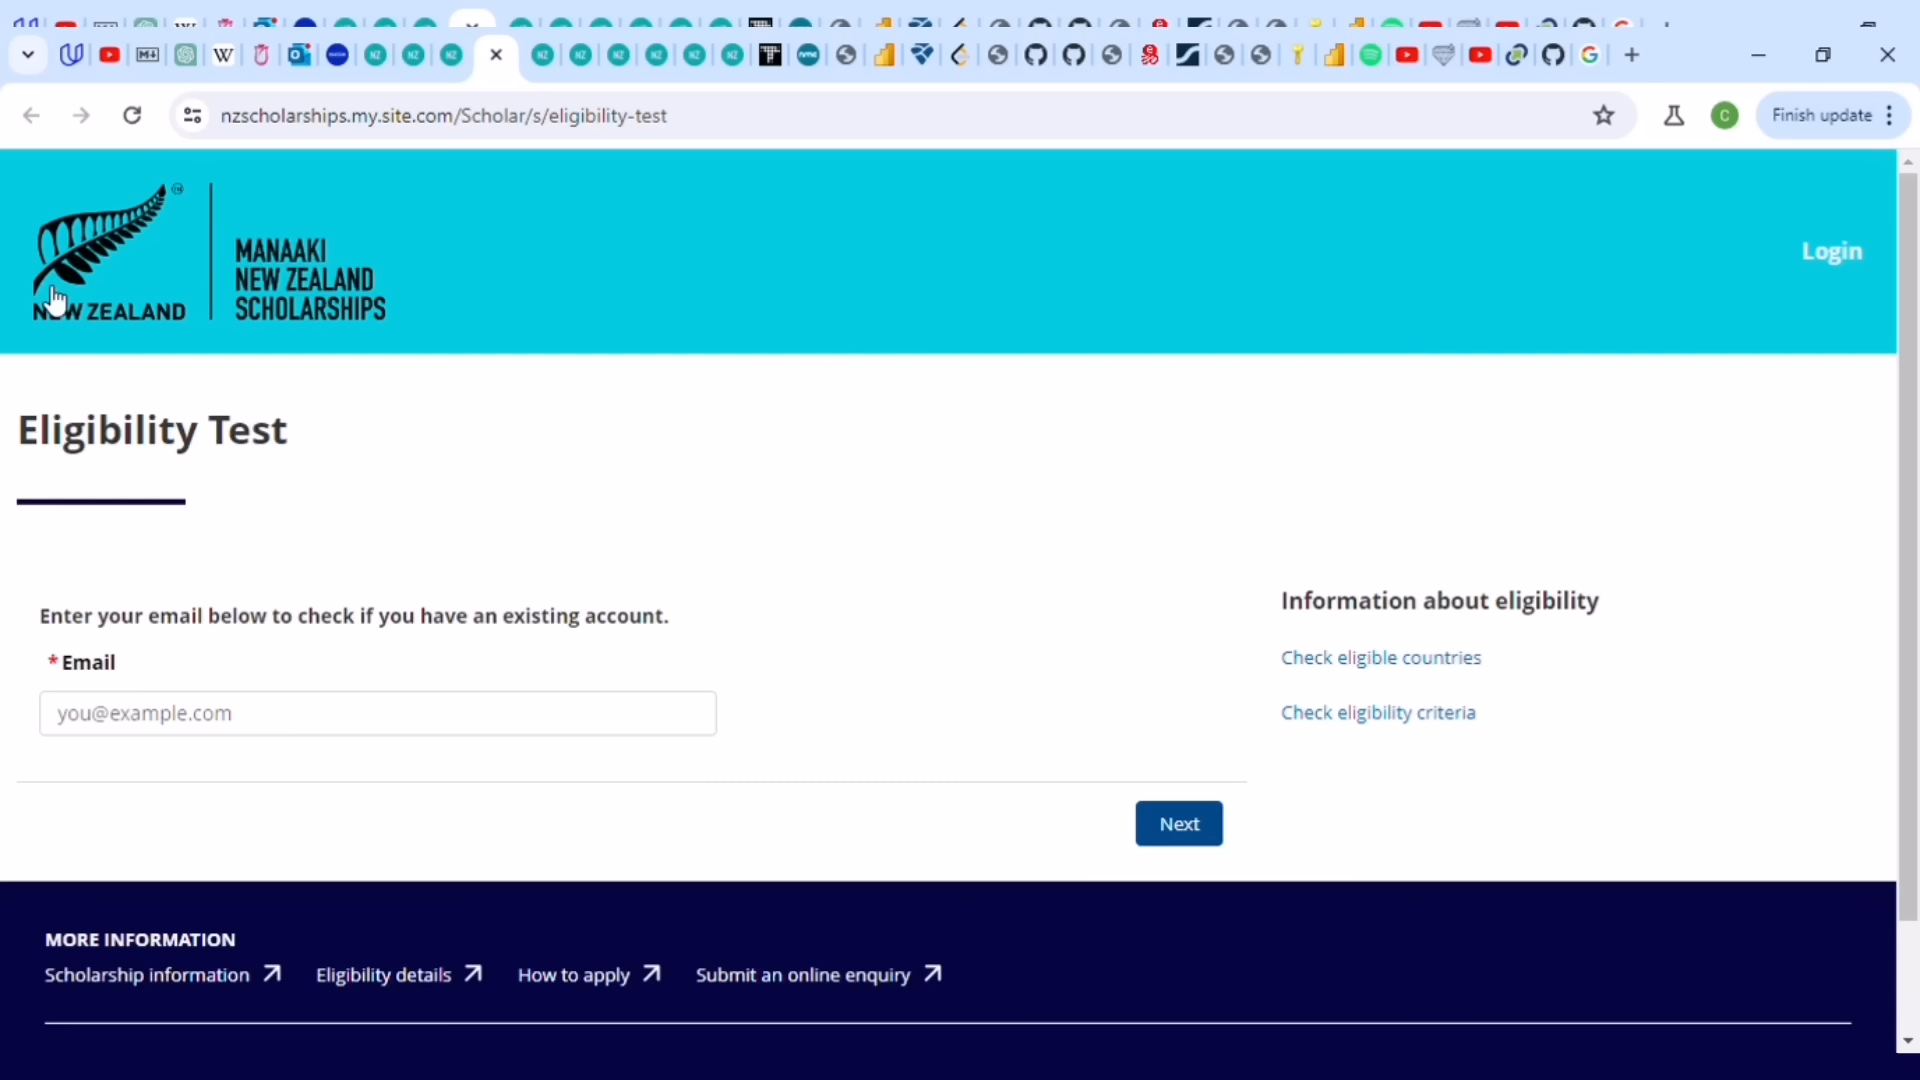 nzscholarships.my.site.com/Scholar/s/eligibility-test
Finish update
NEW ZEALAND
MANAAKI
NEW ZEALAND
SCHOLARSHIPS
Login
Eligibility Test
Enter your email below to check if you have an existing account.
*Email
you@example.com
Next
Information about eligibility
Check eligible countries
Check eligibility criteria
MORE INFORMATION
Scholarship information
Eligibility details
How to apply
Submit an online enquiry